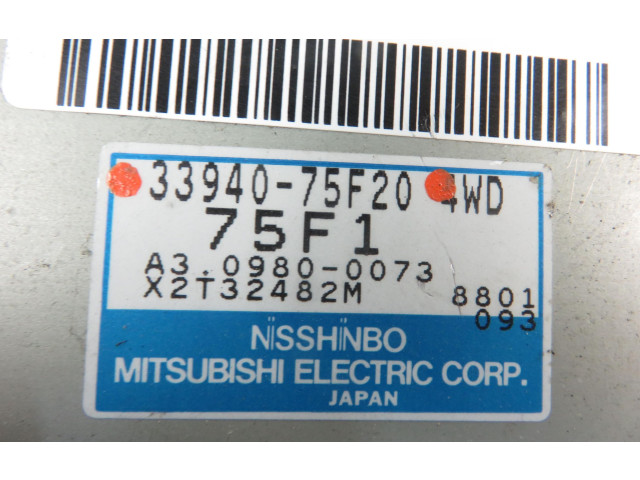 33940-75F20 4WD
75F1
A3.0980-0073
X2T32482M 8801
093
NISSHINBO
MITSUBISHI ELECTRIC CORP.
JAPAN